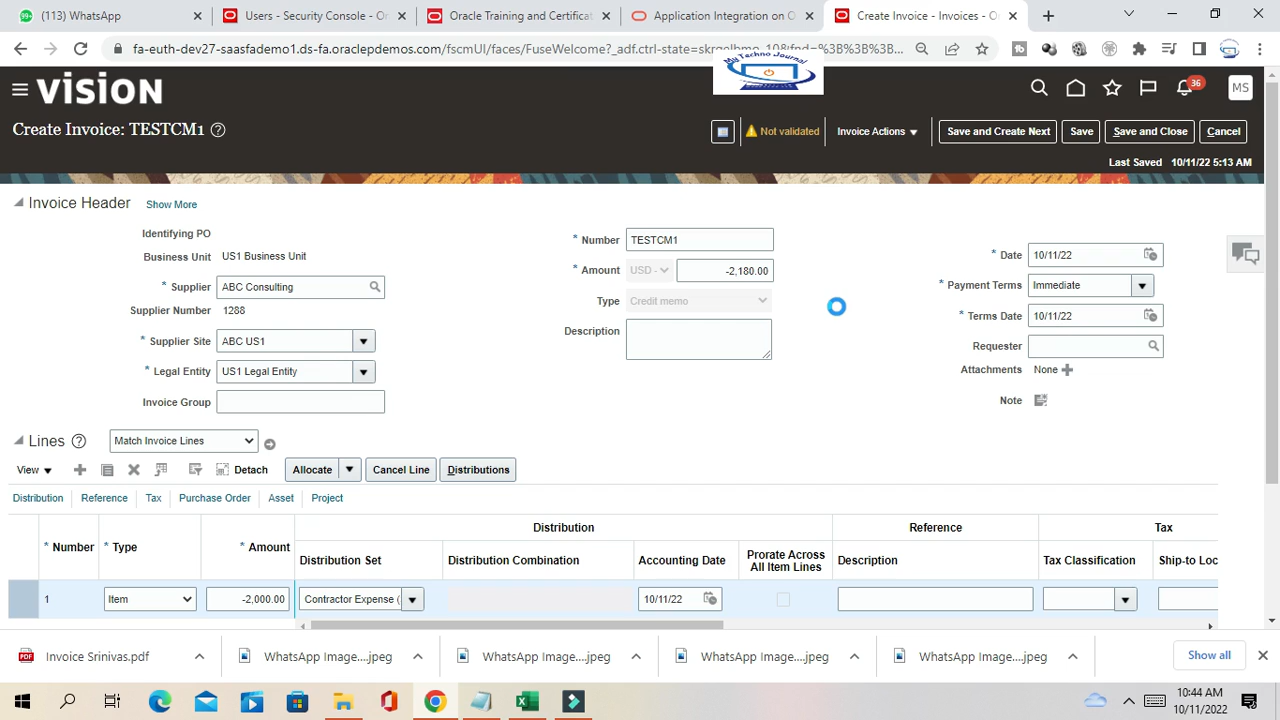 (113) WhatsApp
Users - Security Console - Or
Oracle Training and Certificat
Application Integration on O
Create Invoice - Invoices - O
fa-euth-dev27-saasfademo1.ds-fa.oraclepdemos.com/fscmUI/faces/FuseWelcome?_adf.ctrl-state=
My Techno Journal
VISION
36
MS
Create Invoice: TESTCM1
Not validated
Invoice Actions
Save and Create Next
Save
Save and Close
Cancel
Last Saved 10/11/22 5:13 AM
Invoice Header Show More
Identifying PO
Business Unit US1 Business Unit
* Supplier ABC Consulting
Supplier Number 1288
* Supplier Site ABC US1
* Legal Entity US1 Legal Entity
Invoice Group
* Number TESTCM1
* Amount USD - -2,180.00
Type Credit memo
Description
* Date 10/11/22
* Payment Terms Immediate
* Terms Date 10/11/22
Requester
Attachments None
Note
Lines Match Invoice Lines
View Detach Allocate Cancel Line Distributions
Distribution Reference Tax Purchase Order Asset Project
Distribution Reference Tax
* Number * Type * Amount Distribution Set Distribution Combination Accounting Date Prorate Across All Item Lines Description Tax Classification Ship-to Loc
1 Item -2,000.00 Contractor Expense ( 10/11/22
Invoice Srinivas.pdf
WhatsApp Image....jpeg
WhatsApp Image....jpeg
WhatsApp Image....jpeg
WhatsApp Image....jpeg
Show all
10:44 AM
10/11/2022